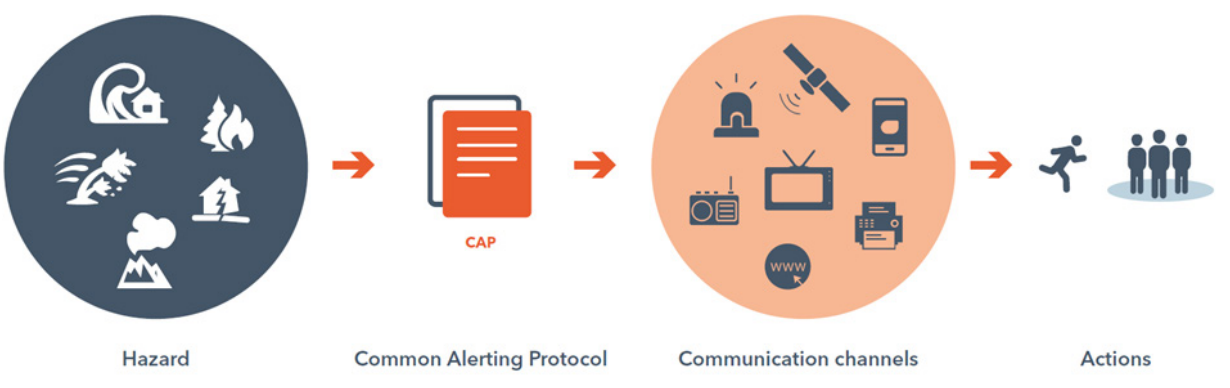 CAP
www
Hazard
Common Alerting Protocol
Communication channels
Actions